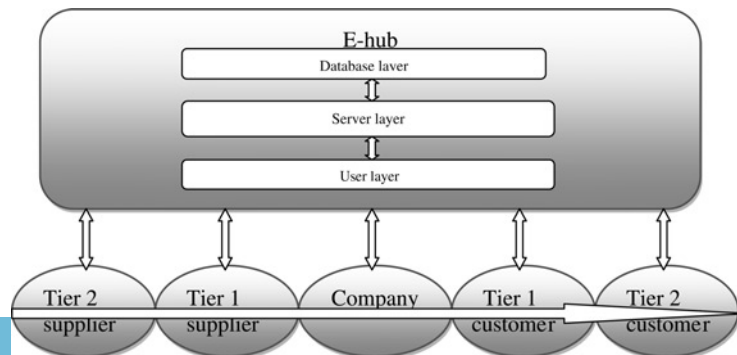 E-hub
Database layer
Server layer
User layer
Tier 2
supplier
Tier 1
supplier
Company
Tier 1
customer
Tier 2
customer